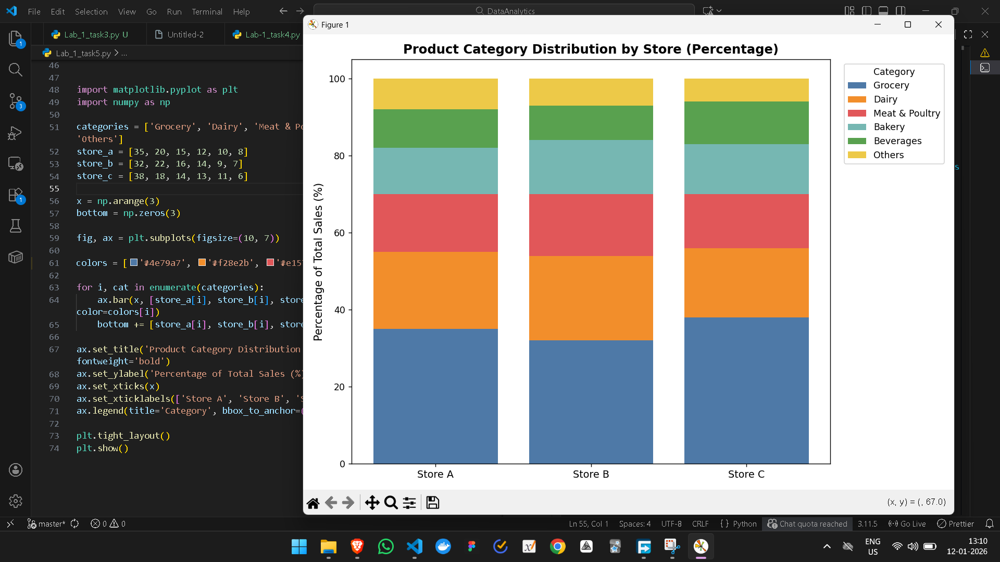 File Edit Selection View Go Run Terminal Help
DataAnalytics
Lab_1_task3.py U
Untitled-2
Lab-1_task4.py
Lab_1_task5.py > ...
46
47
48 import matplotlib.pyplot as plt
49 import numpy as np
50
51 categories = ['Grocery', 'Dairy', 'Meat & Po
'Others']
52 store_a = [35, 20, 15, 12, 10, 8]
53 store_b = [32, 22, 16, 14, 9, 7]
54 store_c = [38, 18, 14, 13, 11, 6]
55
56 x = np.arange(3)
57 bottom = np.zeros(3)
58
59 fig, ax = plt.subplots(figsize=(10, 7))
60
61 colors = ['#4e79a7', '#f28e2b', '#e15
62
63 for i, cat in enumerate(categories):
64 ax.bar(x, [store_a[i], store_b[i], store
color=colors[i])
65 bottom += [store_a[i], store_b[i], store
66
67 ax.set_title('Product Category Distribution
fontweight='bold')
68 ax.set_ylabel('Percentage of Total Sales (%)
69 ax.set_xticks(x)
70 ax.set_xticklabels(['Store A', 'Store B', 'S
71 ax.legend(title='Category', bbox_to_anchor=(
72
73 plt.tight_layout()
74 plt.show()
1
3
1
Figure 1
Product Category Distribution by Store (Percentage)
Percentage of Total Sales (%)
100
80
60
40
20
0
Store A
Store B
Store C
Category
Grocery
Dairy
Meat & Poultry
Bakery
Beverages
Others
(x, y) = (, 67.0)
s
master* 0 0
Ln 55, Col 1 Spaces: 4 UTF-8 CRLF { } Python Chat quota reached 3.11.5 Go Live Prettier
ENG
US
13:10
12-01-2026